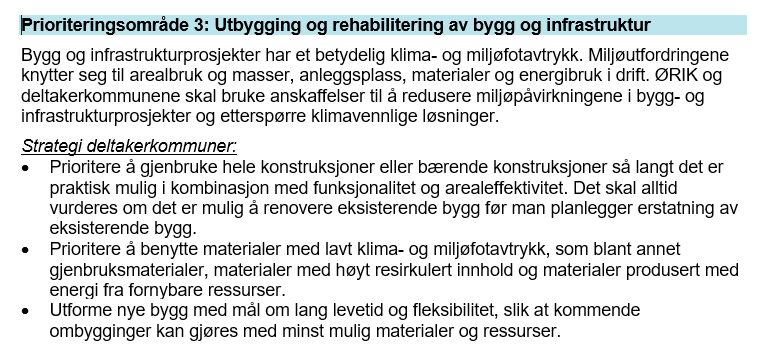 Prioriteringsområde 3: Utbygging og rehabilitering av bygg og infrastruktur
Bygg og infrastrukturprosjekter har et betydelig klima- og miljøfotavtrykk. Miljøutfordringene
knytter seg til arealbruk og masser, anleggsplass, materialer og energibruk i drift. ØRIK og
deltakerkommunene skal bruke anskaffelser til å redusere miljøpåvirkningene i bygg- og
infrastrukturprosjekter og etterspørre klimavennlige løsninger.
Strategi deltakerkommuner:
• Prioritere å gjenbruke hele konstruksjoner eller bærende konstruksjoner så langt det er
praktisk mulig i kombinasjon med funksjonalitet og arealeffektivitet. Det skal alltid
vurderes om det er mulig å renovere eksisterende bygg før man planlegger erstatning av
eksisterende bygg.
• Prioritere å benytte materialer med lavt klima- og miljøfotavtrykk, som blant annet
gjenbruksmaterialer, materialer med høyt resirkulert innhold og materialer produsert med
energi fra fornybare ressurser.
• Utforme nye bygg med mål om lang levetid og fleksibilitet, slik at kommende
ombygginger kan gjøres med minst mulig materialer og ressurser.